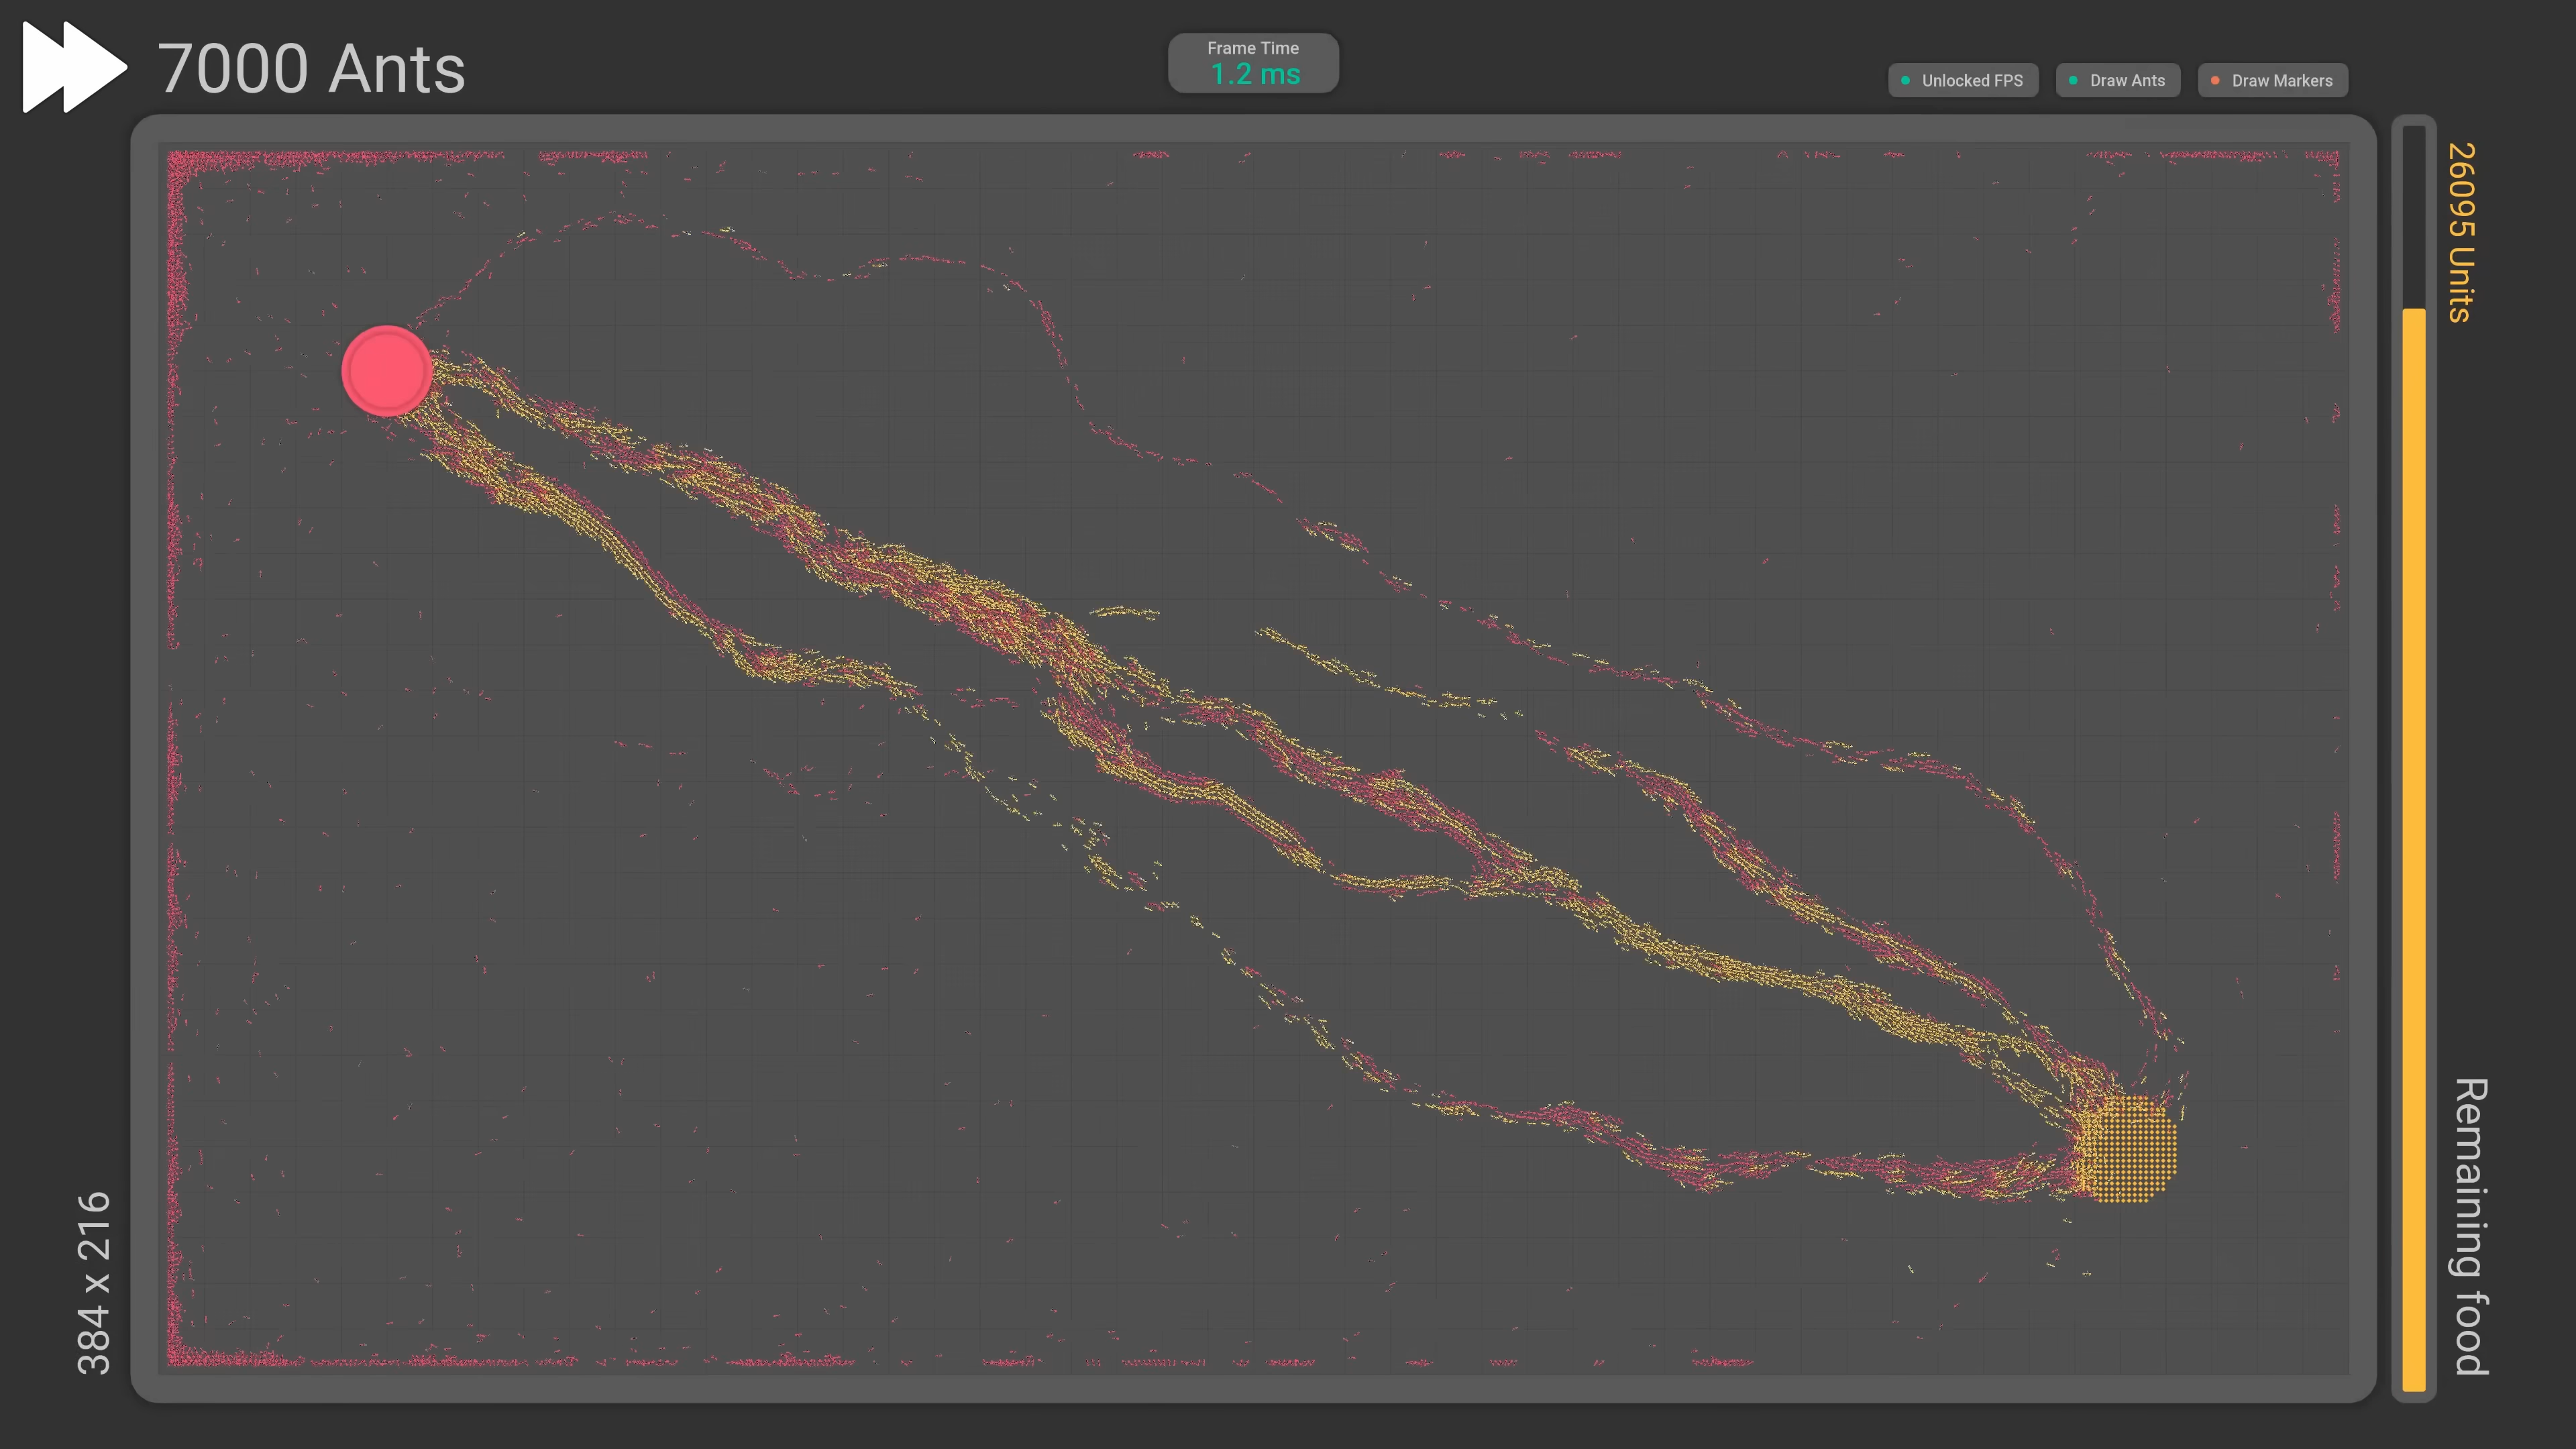 7000 Ants
Frame Time
1.2 ms
Unlocked FPS
Draw Ants
Draw Markers
26095 Units
Remaining food
384 x 216